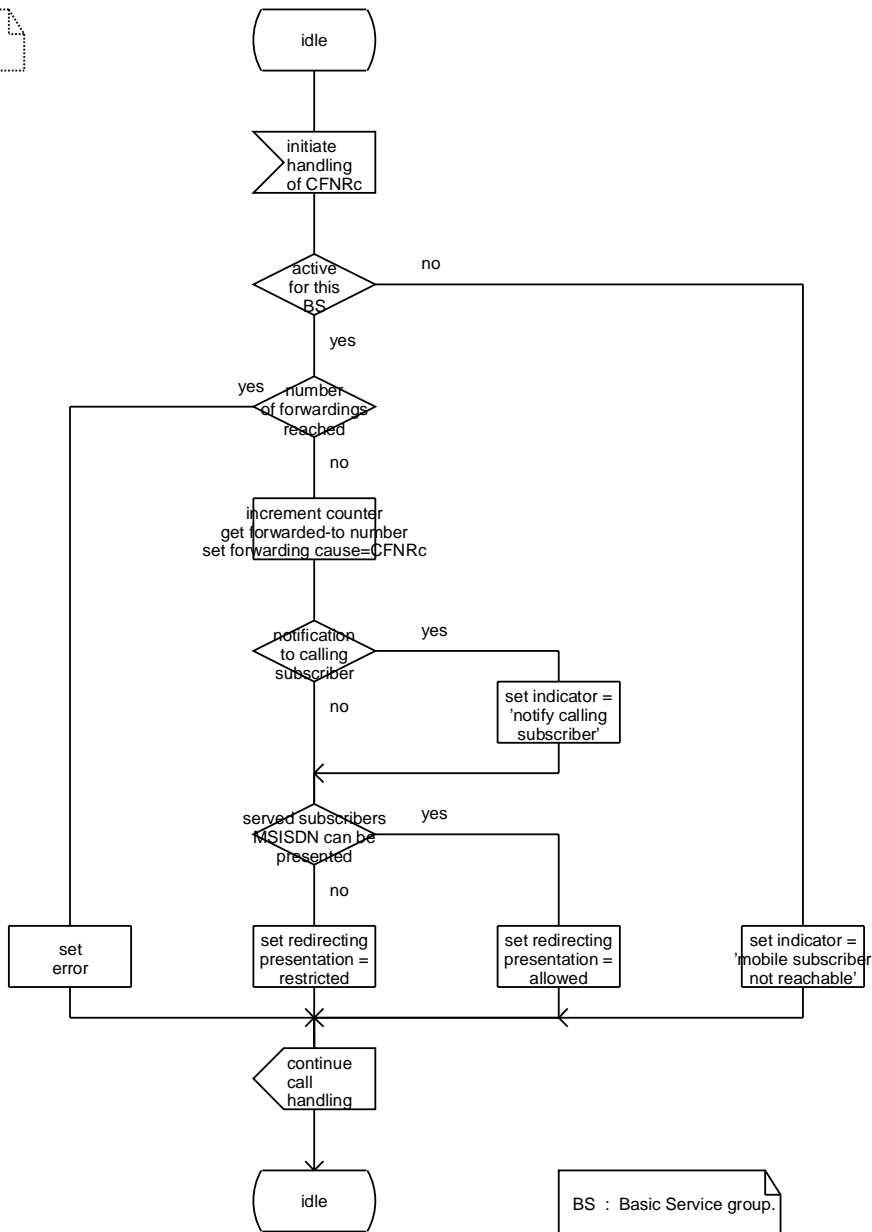 idle
initiate
handling
of CFNRc
active
for this
BS
no
yes
number
of forwardings
reached
yes
no
increment counter
get forwarded-to number
set forwarding cause=CFNRc
notification
to calling
subscriber
yes
no
set indicator =
’notify calling
subscriber’
served subscribers
MSISDN can be
presented
yes
no
set
error
set redirecting
presentation =
restricted
set redirecting
presentation =
allowed
set indicator =
’mobile subscriber
not reachable’
continue
call
handling
idle
BS : Basic Service group.